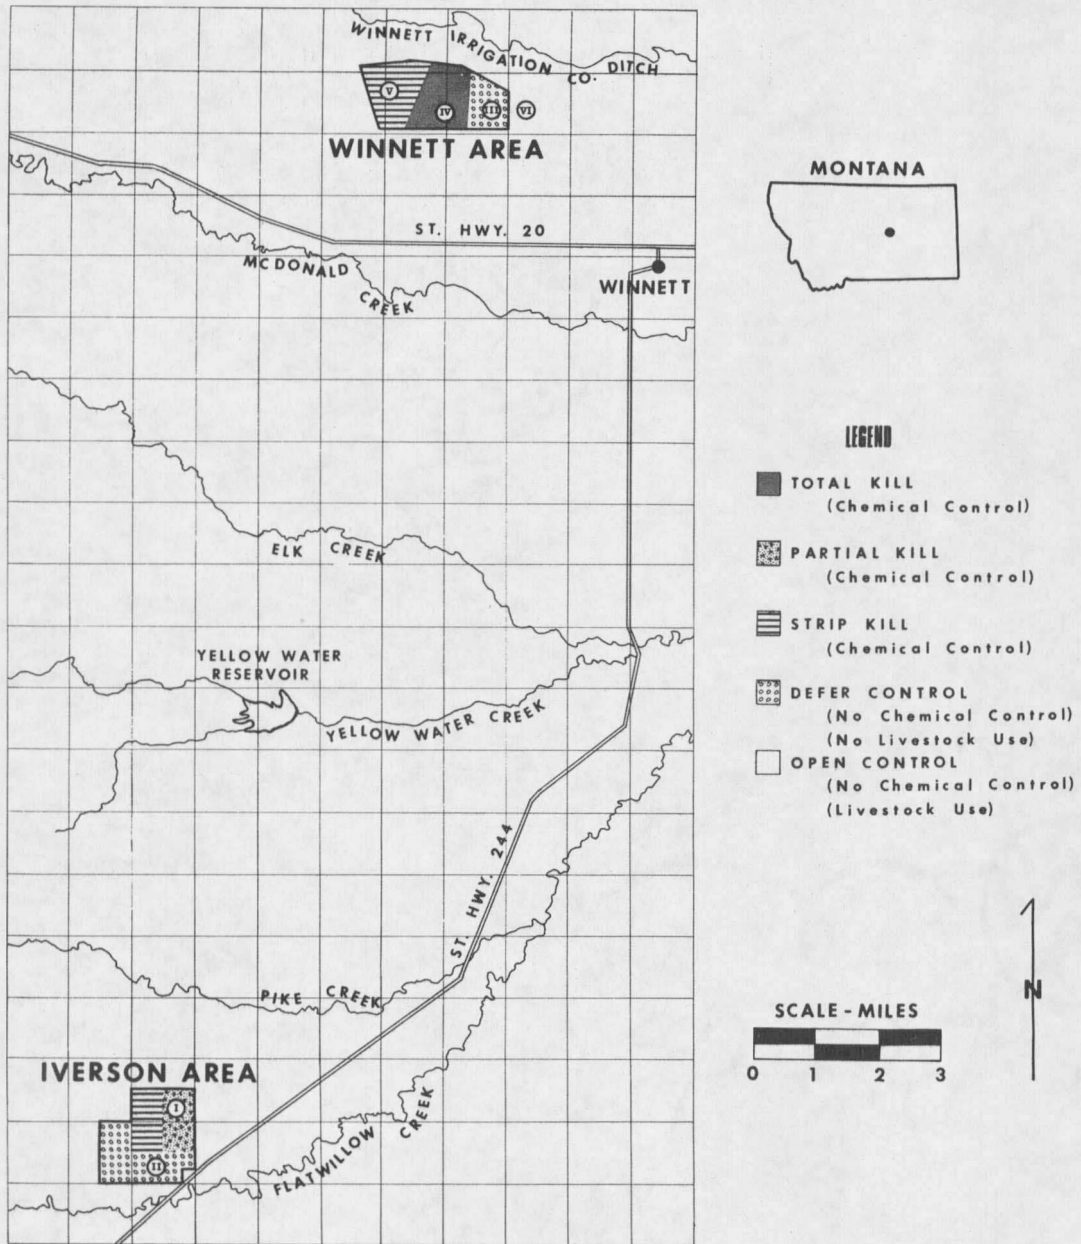 WINNETT IRRIGATION CO. DITCH
V
IV
III
VI
WINNETT AREA
ST. HWY. 20
MCDONALD
CREEK
WINNETT
ELK CREEK
YELLOW WATER
RESERVOIR
YELLOW WATER CREEK
ST. HWY. 244
PIKE CREEK
IVERSON AREA
I
II
FLATWILLOW CREEK
MONTANA
LEGEND
TOTAL KILL
(Chemical Control)
PARTIAL KILL
(Chemical Control)
STRIP KILL
(Chemical Control)
DEFER CONTROL
(No Chemical Control)
(No Livestock Use)
OPEN CONTROL
(No Chemical Control)
(Livestock Use)
N
SCALE - MILES
0 1 2 3